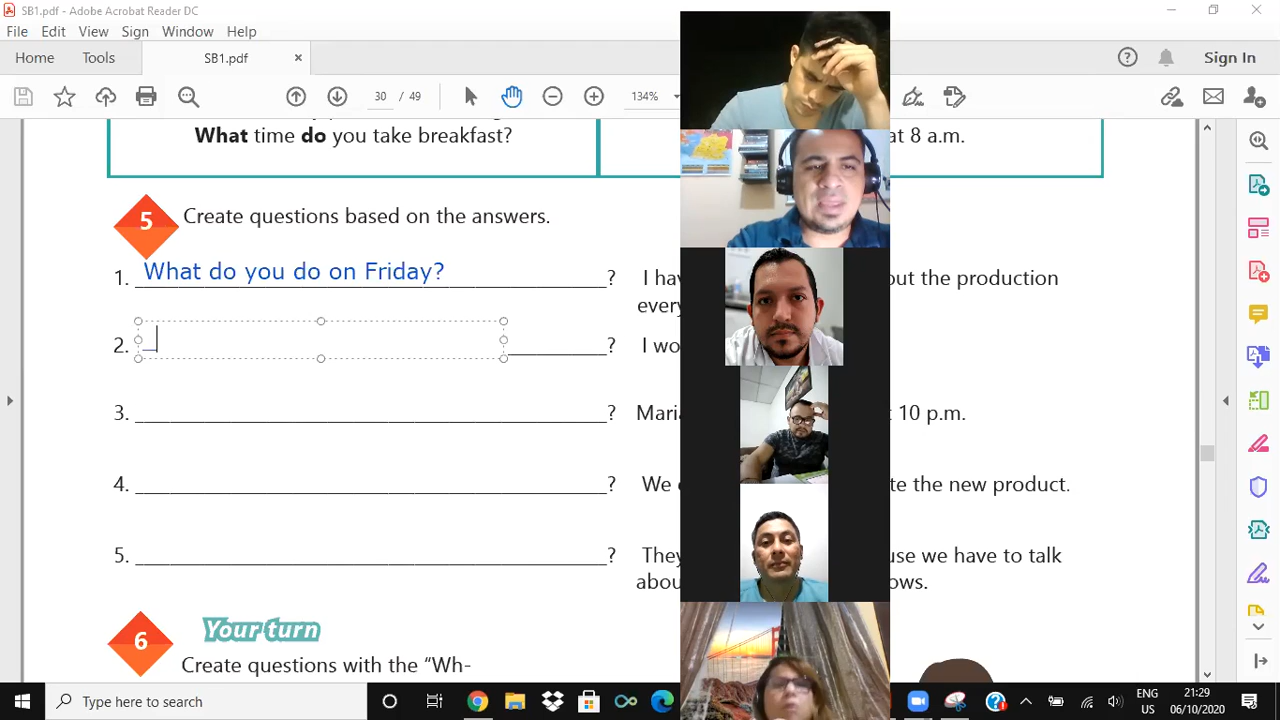 SB1.pdf - Adobe Acrobat Reader DC
File Edit View Sign Window Help
Home Tools SB1.pdf × Sign In
30 / 49 134%
What time do you take breakfast? at 8 a.m.
5 Create questions based on the answers.
1. What do you do on Friday? ? I hav out the production
every
2. ? I wo
3. ? Maria 10 p.m.
4. ? We te the new product.
5. ? They use we have to talk
abou ows.
6 Your turn
Create questions with the “Wh-
Type here to search
ENG 21:29
US 06/10/2020